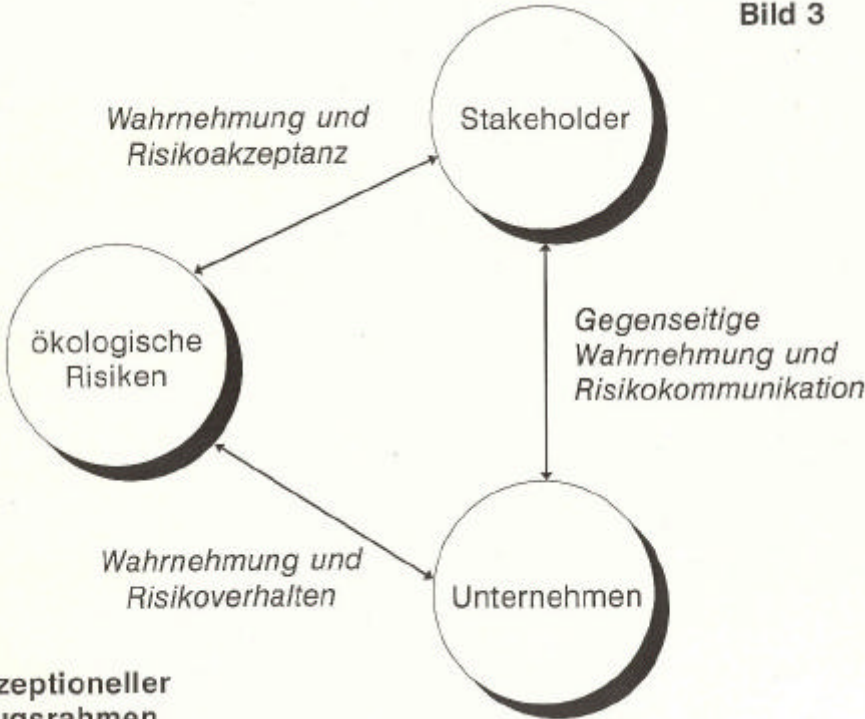 Bild 3
Stakeholder
Wahrnehmung und
Risikoakzeptanz
ökologische
Risiken
Gegenseitige
Wahrnehmung und
Risikokommunikation
Wahrnehmung und
Risikoverhalten
Unternehmen
zeptioneller